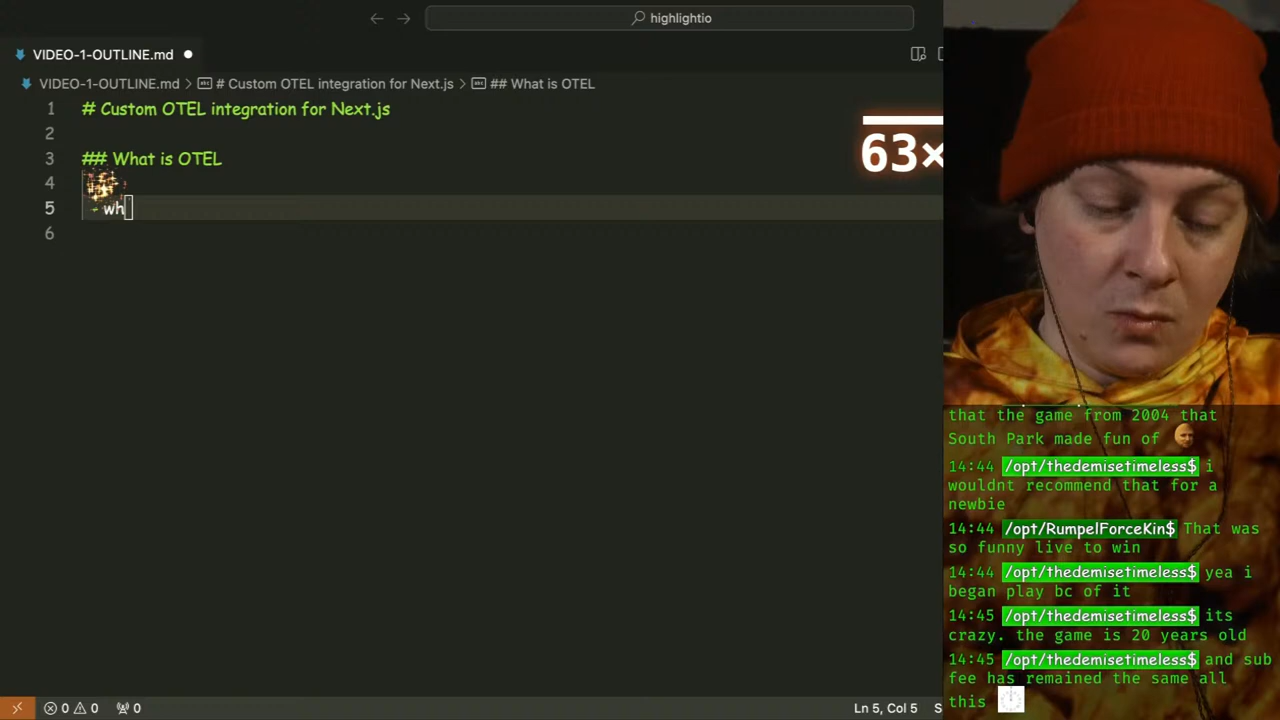 highlightio
VIDEO-1-OUTLINE.md
VIDEO-1-OUTLINE.md > # Custom OTEL integration for Next.js > ## What is OTEL
1 # Custom OTEL integration for Next.js
2
3 ## What is OTEL
4
5 - wh
6
63×
that the game from 2004 that
South Park made fun of
14:44 /opt/thedemisetimeless$ i
wouldnt recommend that for a
newbie
14:44 /opt/RumpelForceKin$ That was
so funny live to win
14:44 /opt/thedemisetimeless$ yea i
began play bc of it
14:45 /opt/thedemisetimeless$ its
crazy. the game is 20 years old
14:45 /opt/thedemisetimeless$ and sub
fee has remained the same all
this
0 0 0 Ln 5, Col 5 S